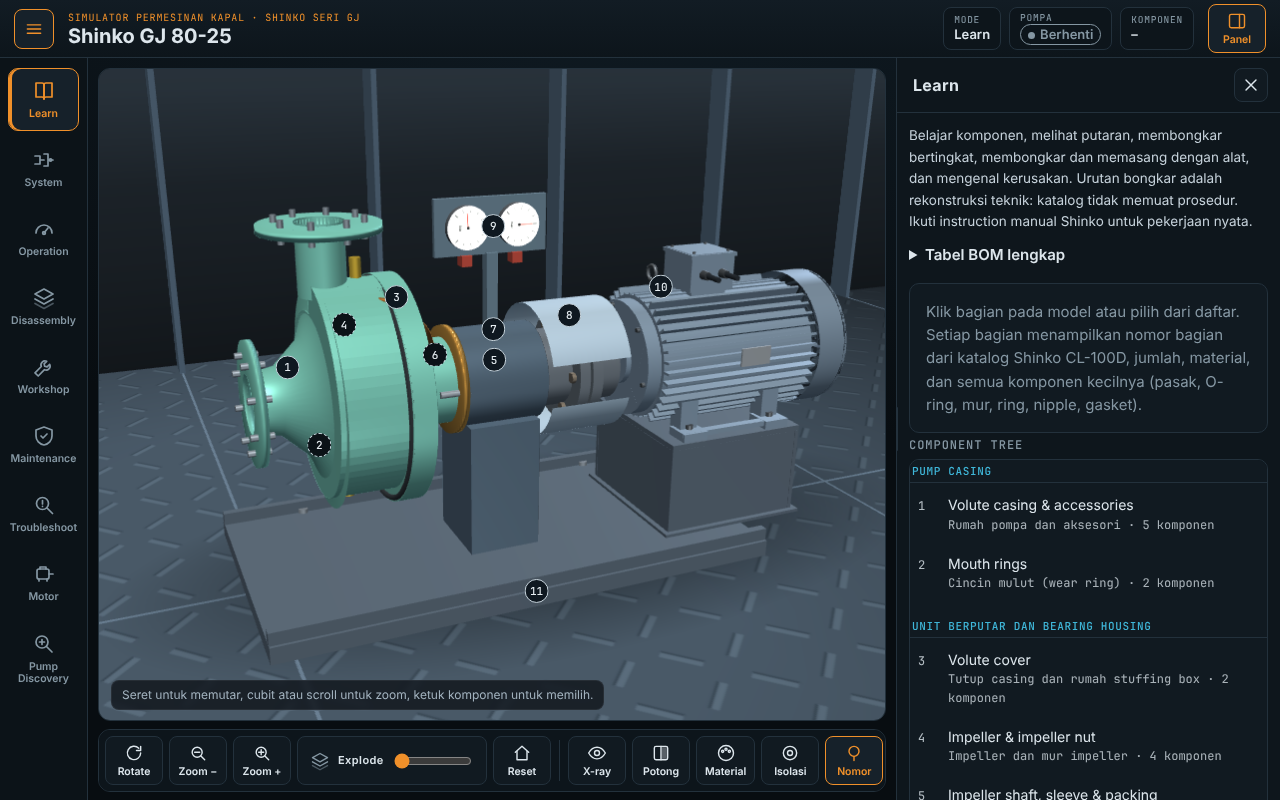 SIMULATOR PERMESINAN KAPAL · SHINKO SERI GJ
Shinko GJ 80-25
MODE
Learn
POMPA
Berhenti
KOMPONEN
–
Panel
Learn
System
Operation
Disassembly
Workshop
Maintenance
Troubleshoot
Motor
Pump
Discovery
9
10
3
8
4
7
6
5
1
2
11
Seret untuk memutar, cubit atau scroll untuk zoom, ketuk komponen untuk memilih.
Rotate
Zoom –
Zoom +
Explode
Reset
X-ray
Potong
Material
Isolasi
Nomor
Learn
Belajar komponen, melihat putaran, membongkar
bertingkat, membongkar dan memasang dengan alat,
dan mengenal kerusakan. Urutan bongkar adalah
rekonstruksi teknik: katalog tidak memuat prosedur.
Ikuti instruction manual Shinko untuk pekerjaan nyata.
Tabel BOM lengkap
Klik bagian pada model atau pilih dari daftar.
Setiap bagian menampilkan nomor bagian
dari katalog Shinko CL-100D, jumlah, material,
dan semua komponen kecilnya (pasak, O-
ring, mur, ring, nipple, gasket).
COMPONENT TREE
PUMP CASING
1 Volute casing & accessories
Rumah pompa dan aksesori · 5 komponen
2 Mouth rings
Cincin mulut (wear ring) · 2 komponen
UNIT BERPUTAR DAN BEARING HOUSING
3 Volute cover
Tutup casing dan rumah stuffing box · 2
komponen
4 Impeller & impeller nut
Impeller dan mur impeller · 4 komponen
5 Impeller shaft, sleeve & packing